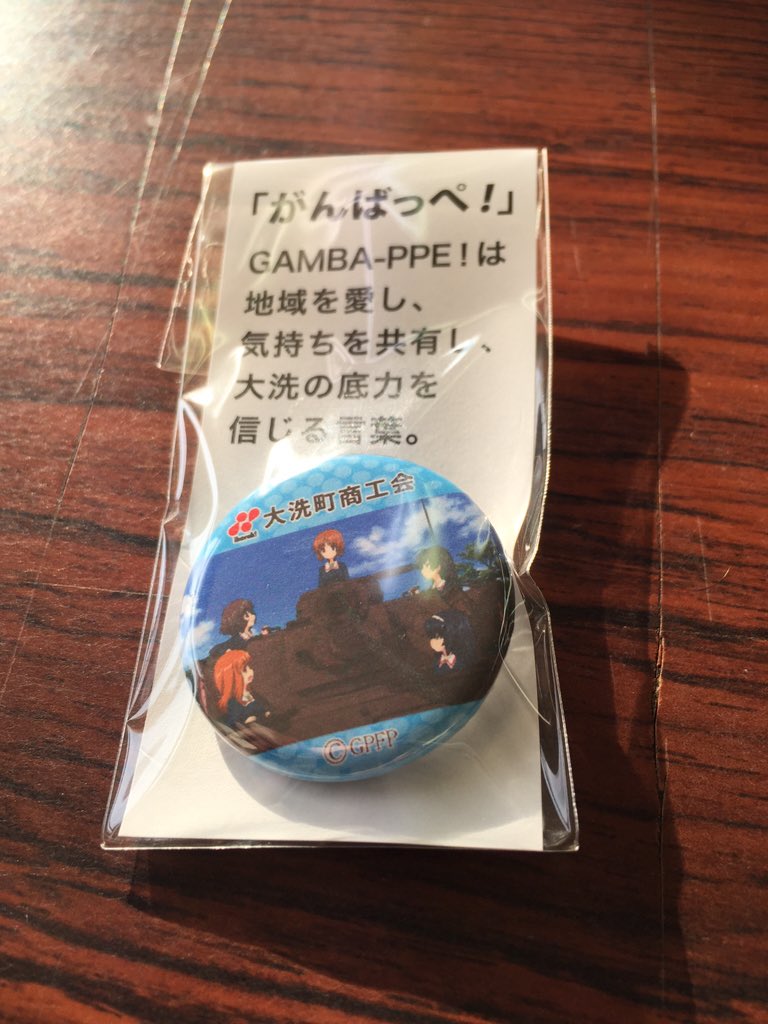 「がんばっぺ!」
GAMBA-PPE!は
地域を愛し、
気持ちを共有し、
大洗の底力を
信じる言葉。
大洗町商工会
Ibaraki
©GPFP